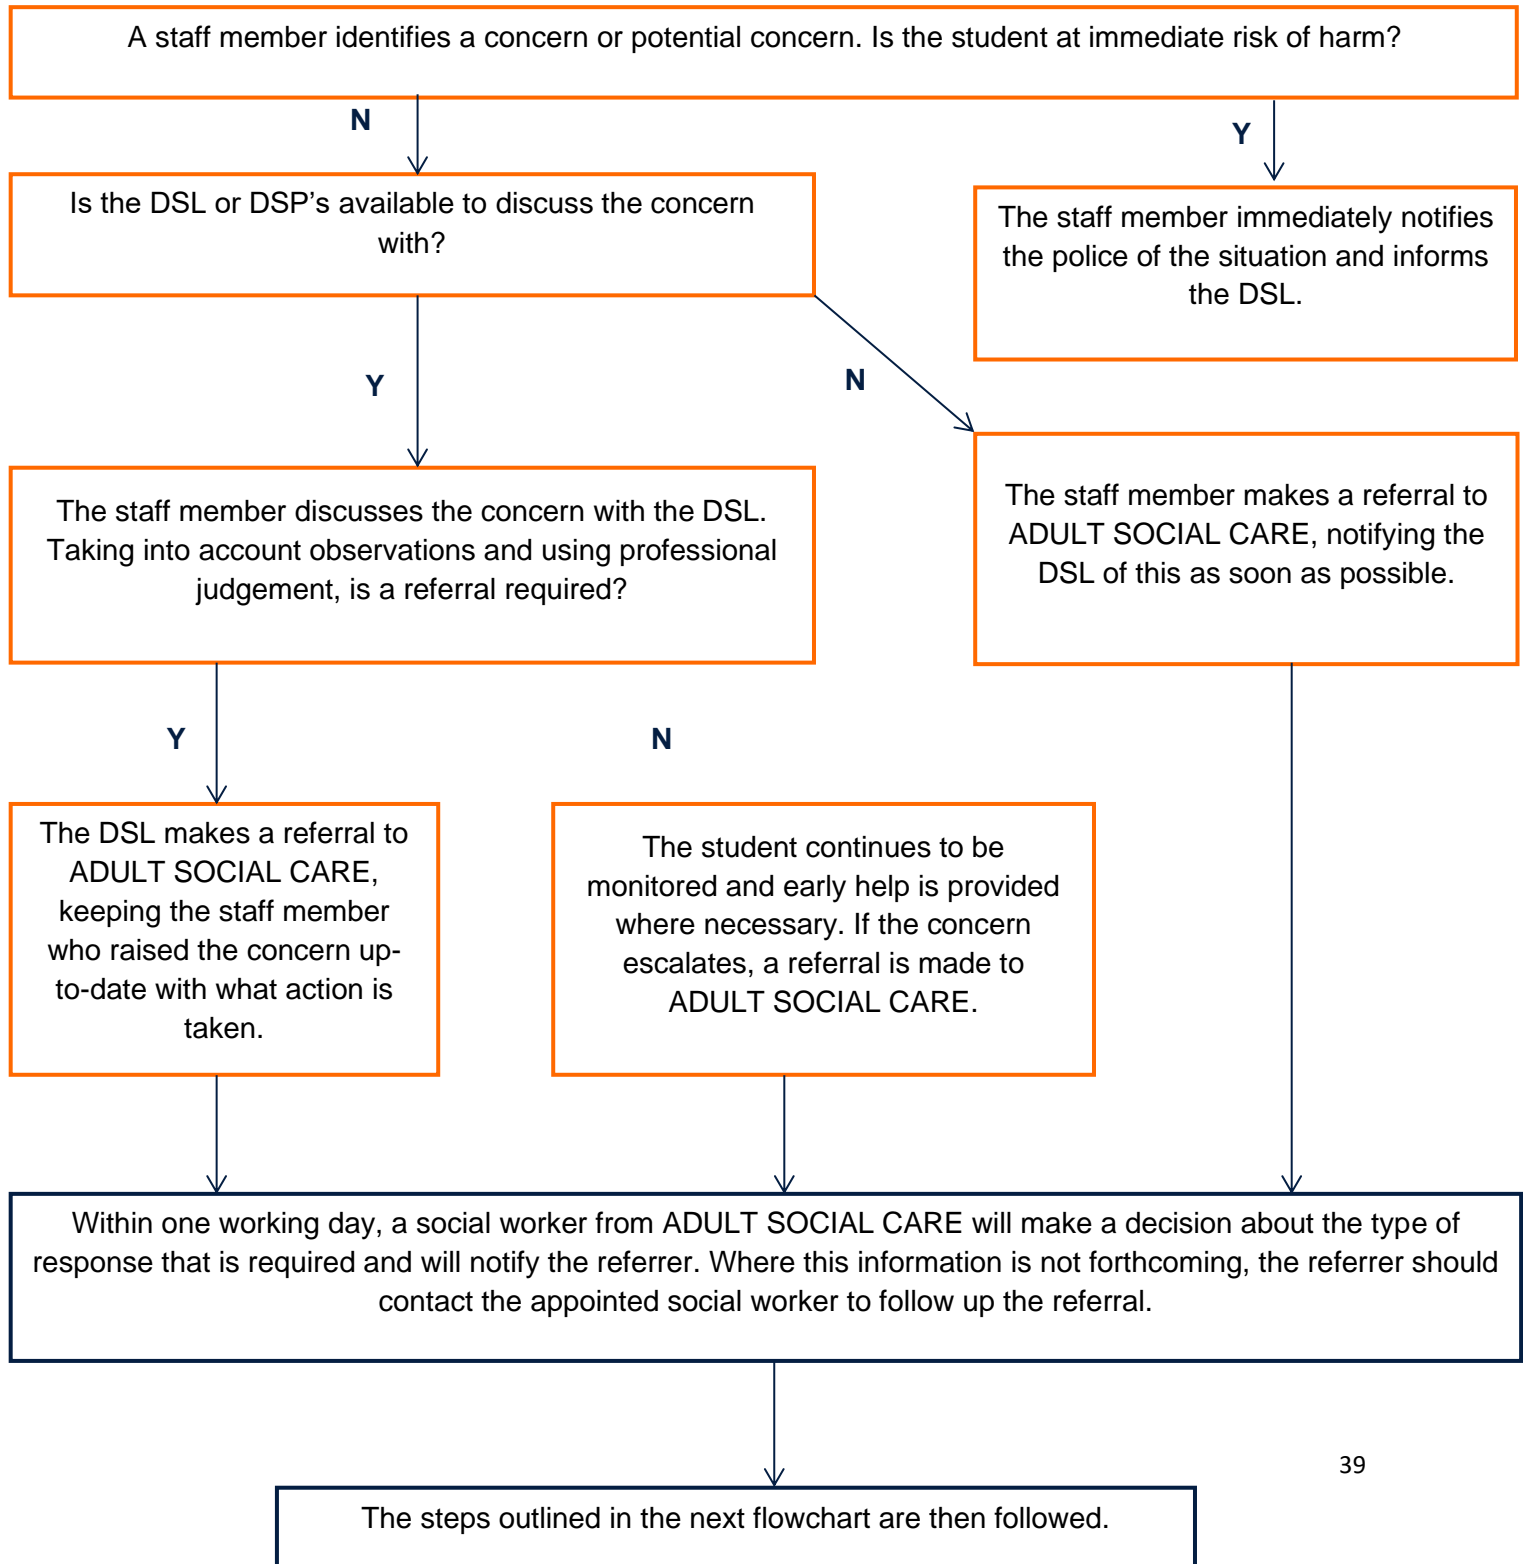 A staff member identifies a concern or potential concern. Is the student at immediate risk of harm?
N
Y
Is the DSL or DSP’s available to discuss the concern
with?
The staff member immediately notifies
the police of the situation and informs
the DSL.
Y
N
The staff member discusses the concern with the DSL.
Taking into account observations and using professional
judgement, is a referral required?
The staff member makes a referral to
ADULT SOCIAL CARE, notifying the
DSL of this as soon as possible.
Y
N
The DSL makes a referral to
ADULT SOCIAL CARE,
keeping the staff member
who raised the concern up-
to-date with what action is
taken.
The student continues to be
monitored and early help is provided
where necessary. If the concern
escalates, a referral is made to
ADULT SOCIAL CARE.
Within one working day, a social worker from ADULT SOCIAL CARE will make a decision about the type of
response that is required and will notify the referrer. Where this information is not forthcoming, the referrer should
contact the appointed social worker to follow up the referral.
39
The steps outlined in the next flowchart are then followed.